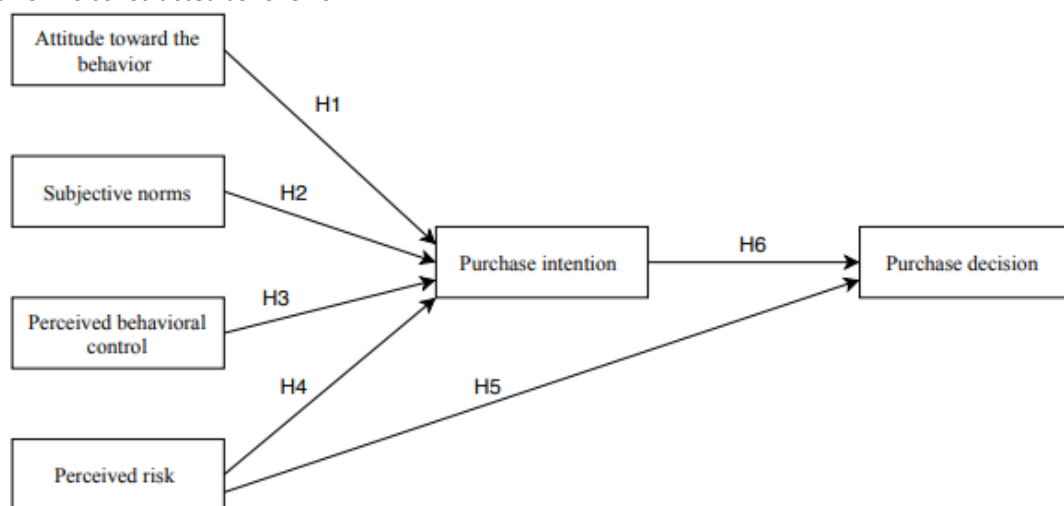 Attitude toward the
behavior
H1
Subjective norms
H2
Purchase intention
H6
Purchase decision
Perceived behavioral
control
H3
H4
H5
Perceived risk